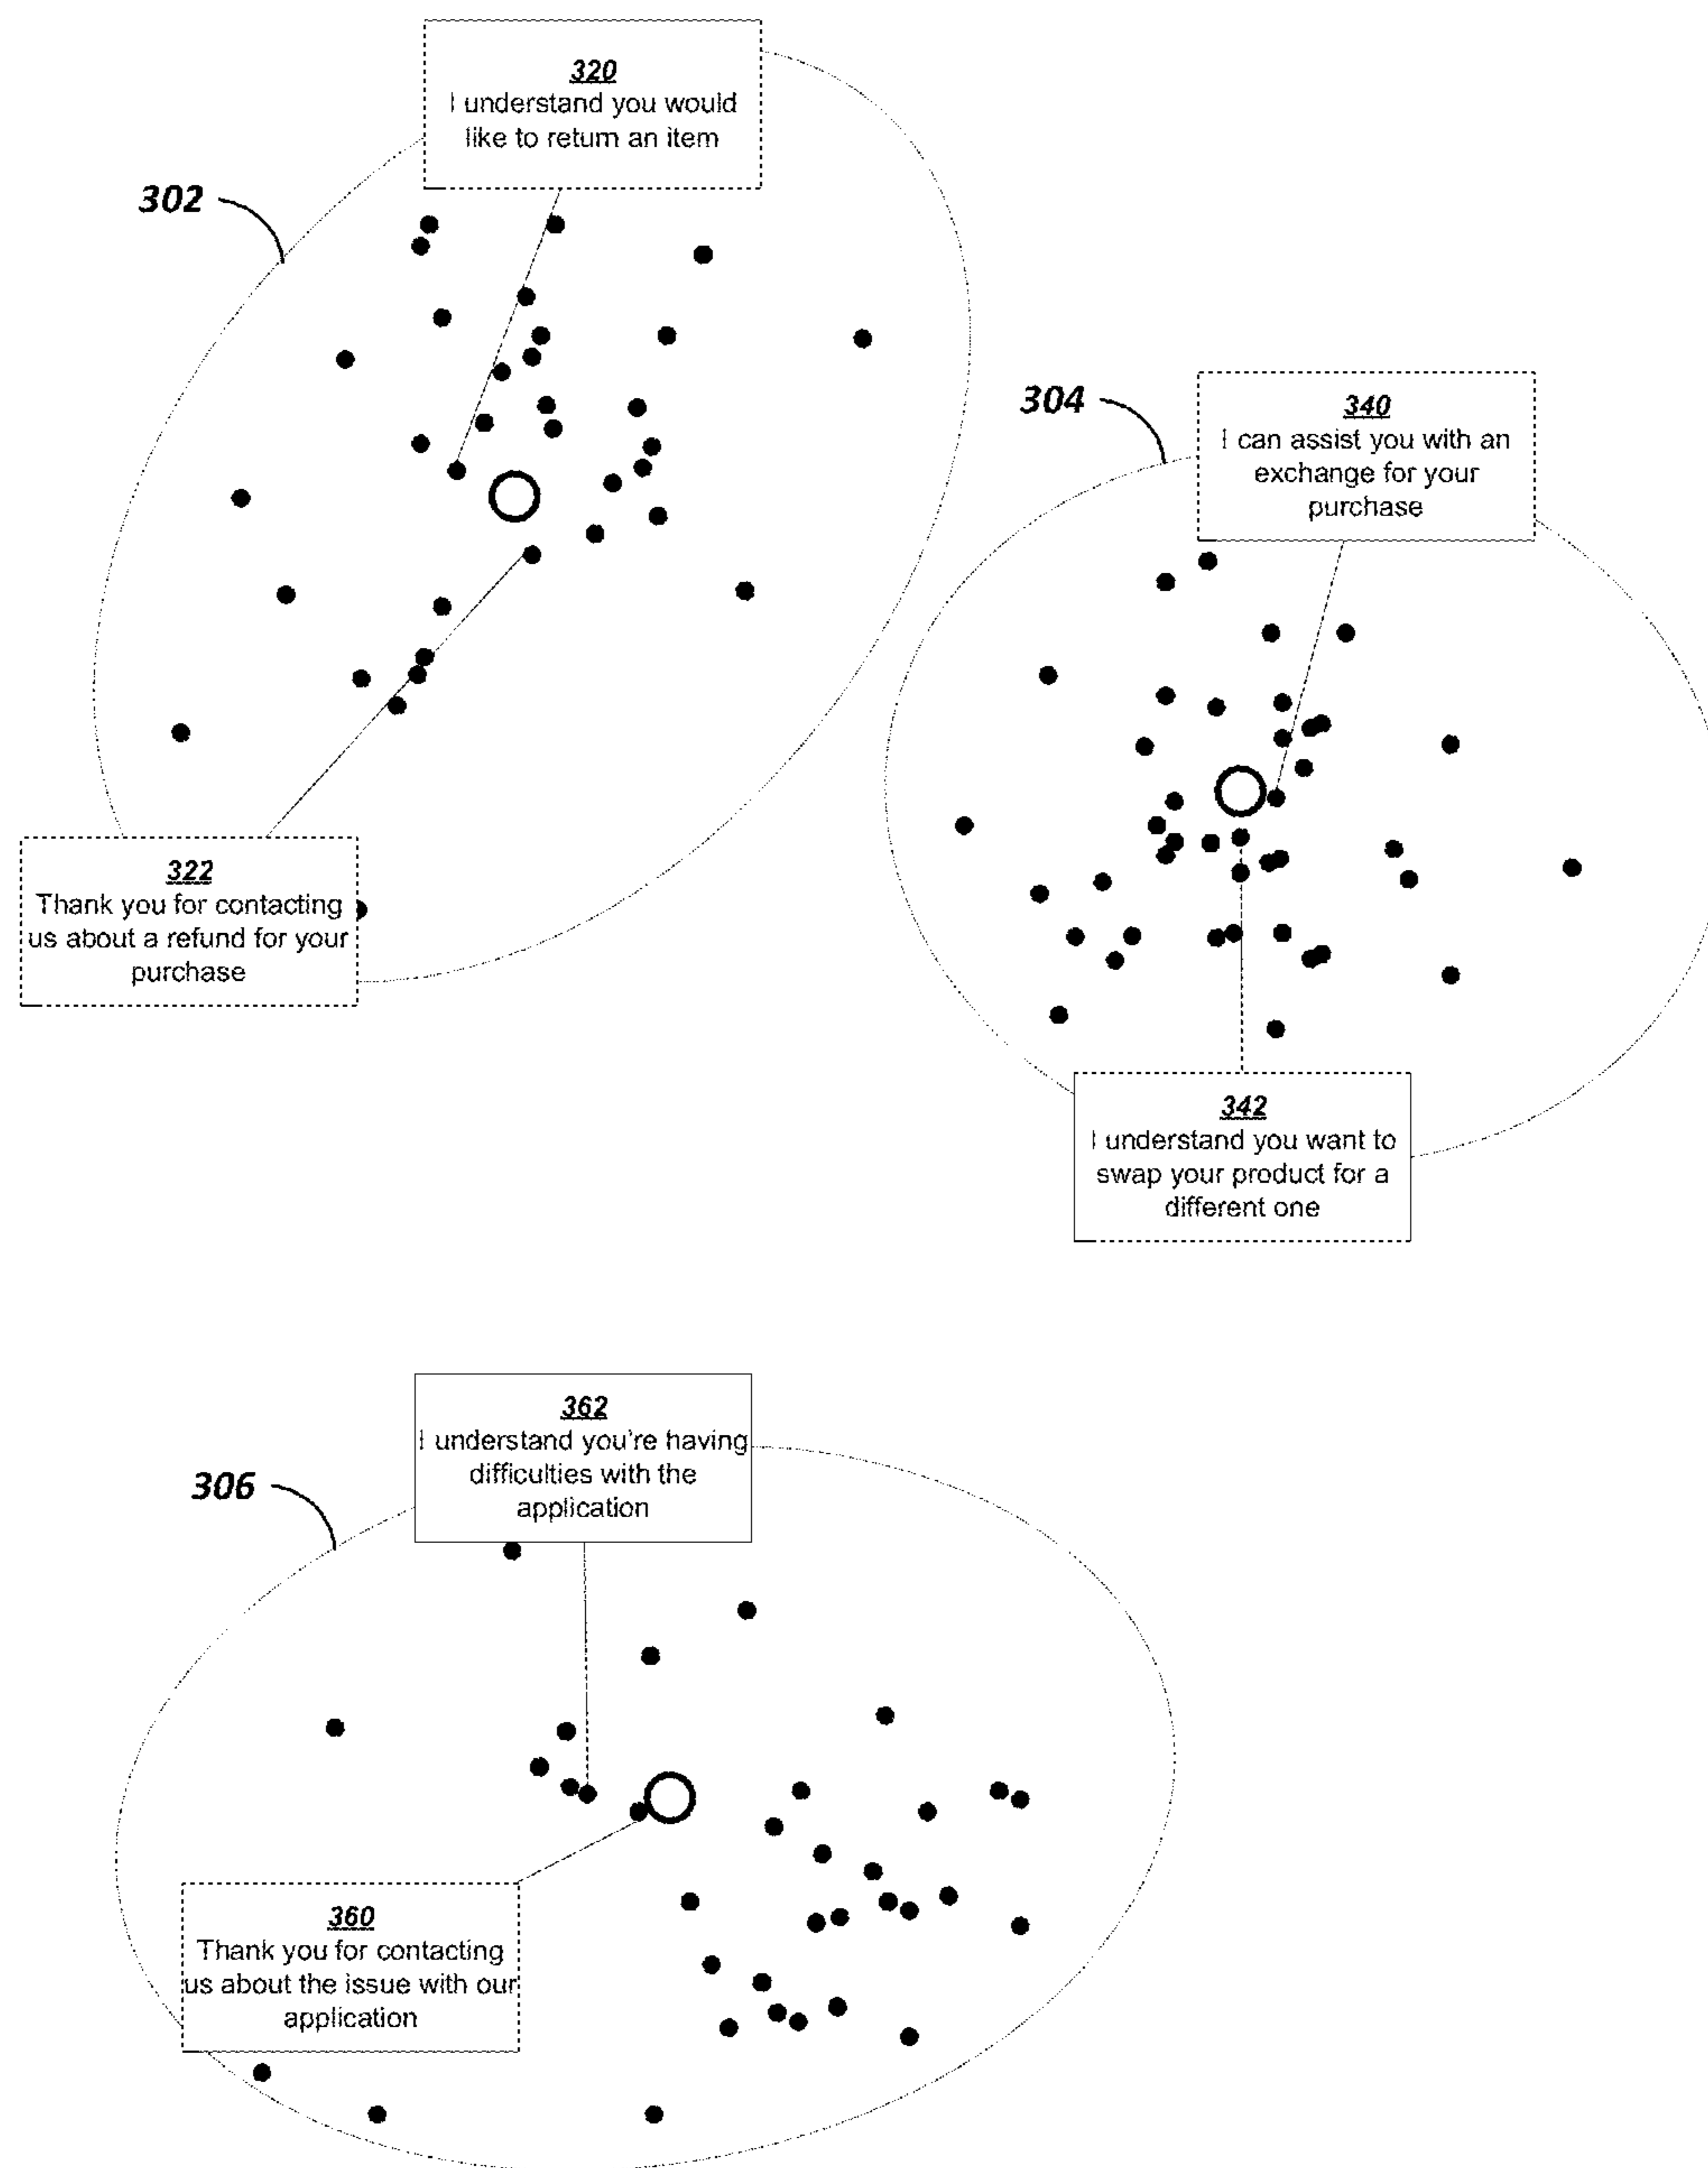 320
I understand you would
like to return an item
302
304
340
I can assist you with an
exchange for your
purchase
322
Thank you for contacting
us about a refund for your
purchase
342
I understand you want to
swap your product for a
different one
362
I understand you're having
difficulties with the
application
306
360
Thank you for contacting
us about the issue with our
application